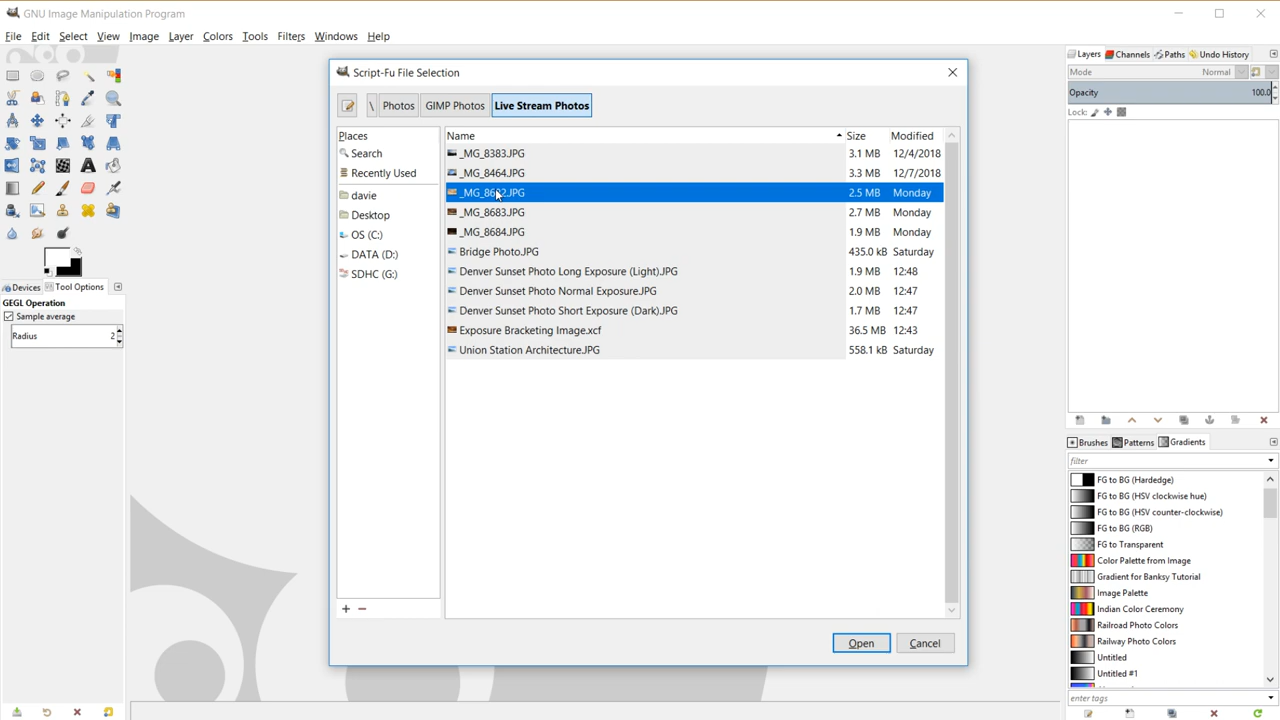 GNU Image Manipulation Program
File Edit Select View Image Layer Colors Tools Filters Windows Help
Script-Fu File Selection
\ Photos GIMP Photos Live Stream Photos
Places
Search
Recently Used
davie
Desktop
OS (C:)
DATA (D:)
SDHC (G:)
Name Size Modified
_MG_8383.JPG 3.1 MB 12/4/2018
_MG_8464.JPG 3.3 MB 12/7/2018
2.5 MB Monday
_MG_8683.JPG 2.7 MB Monday
_MG_8684.JPG 1.9 MB Monday
Bridge Photo.JPG 435.0 kB Saturday
Denver Sunset Photo Long Exposure (Light).JPG 1.9 MB 12:48
Denver Sunset Photo Normal Exposure.JPG 2.0 MB 12:47
Denver Sunset Photo Short Exposure (Dark).JPG 1.7 MB 12:47
Exposure Bracketing Image.xcf 36.5 MB 12:43
Union Station Architecture.JPG 558.1 kB Saturday
Open Cancel
Devices Tool Options
GEGL Operation
Sample average
Radius 2
Layers Channels Paths Undo History
Mode Normal
Opacity 100.0
Lock:
Brushes Patterns Gradients
filter
FG to BG (Hardedge)
FG to BG (HSV clockwise hue)
FG to BG (HSV counter-clockwise)
FG to BG (RGB)
FG to Transparent
Color Palette from Image
Gradient for Banksy Tutorial
Image Palette
Indian Color Ceremony
Railroad Photo Colors
Railway Photo Colors
Untitled
Untitled #1
enter tags